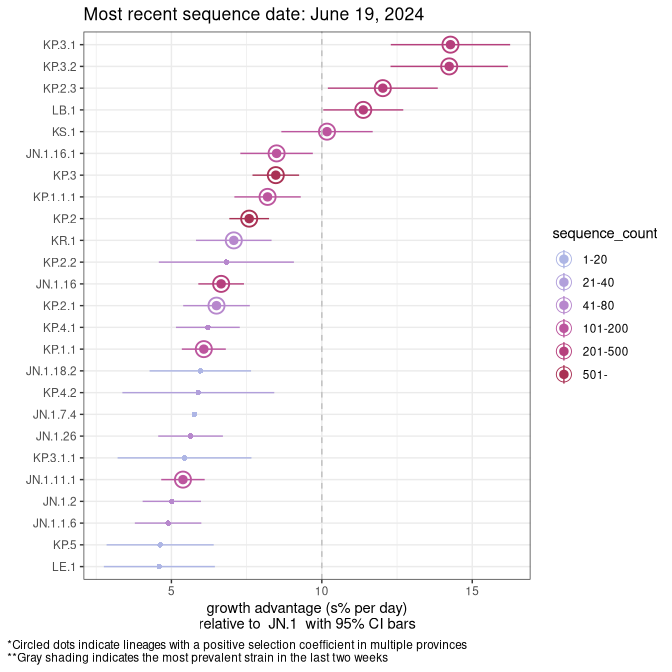 Most recent sequence date: June 19, 2024
KP.3.1
KP.3.2
KP.2.3
LB.1
KS.1
JN.1.16.1
KP.3
KP.1.1.1
KP.2
KR.1
KP.2.2
JN.1.16
KP.2.1
KP.4.1
KP.1.1
JN.1.18.2
KP.4.2
JN.1.7.4
JN.1.26
KP.3.1.1
JN.1.11.1
JN.1.2
JN.1.1.6
KP.5
LE.1
5 10 15
growth advantage (s% per day)
relative to JN.1 with 95% CI bars
sequence_count
1-20
21-40
41-80
101-200
201-500
501-
*Circled dots indicate lineages with a positive selection coefficient in multiple provinces
**Gray shading indicates the most prevalent strain in the last two weeks